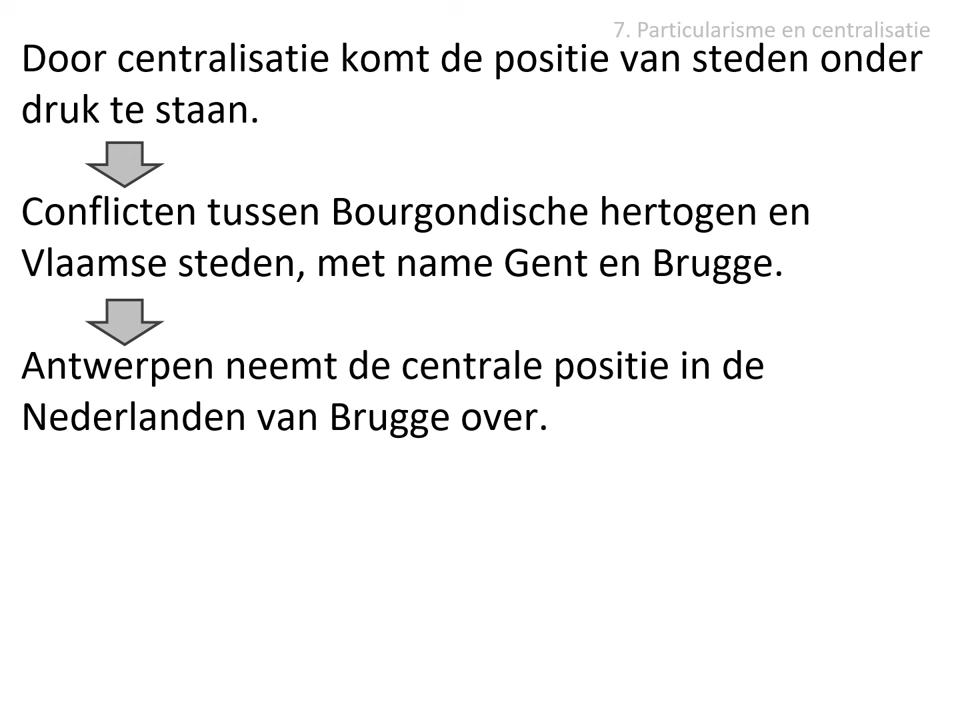 7. Particularisme en centralisatie
Door centralisatie komt de positie van steden onder
druk te staan.
Conflicten tussen Bourgondische hertogen en
Vlaamse steden, met name Gent en Brugge.
Antwerpen neemt de centrale positie in de
Nederlanden van Brugge over.